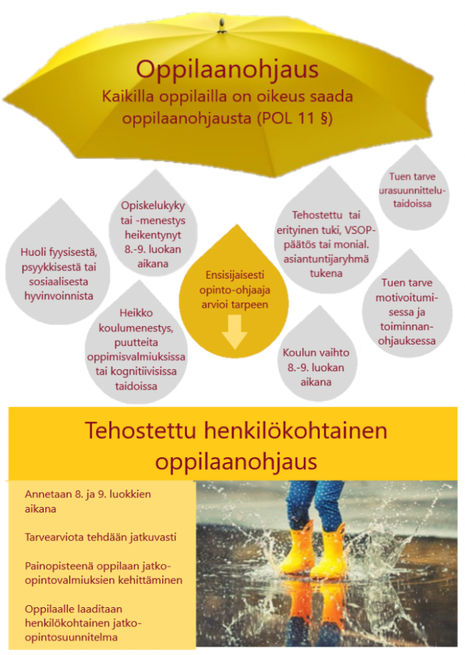 Oppilaanohjaus
Kaikilla oppilailla on oikeus saada
oppilaanohjausta (POL 11 §)
Huoli fyysisestä,
psyykkisestä tai
sosiaalisesta
hyvinvoinnista
Opiskelukyky
tai -menestys
heikentynyt
8.-9. luokan
aikana
Heikko
koulumenestys,
puutteita
oppimisvalmiuksissa
tai kognitiivisissa
taidoissa
Ensisijaisesti
opinto-ohjaaja
arvioi tarpeen
Tehostettu tai
erityinen tuki, VSOP-
päätös tai monial.
asiantuntijaryhmä
tukena
Koulun vaihto
8.-9. luokan
aikana
Tuen tarve
urasuunnittelu-
taidoissa
Tuen tarve
motivoitumi-
sessa ja
toiminnan-
ohjauksessa
Tehostettu henkilökohtainen
oppilaanohjaus
Annetaan 8. ja 9. luokkien
aikana
Tarvearviota tehdään jatkuvasti
Painopisteenä oppilaan jatko-
opintovalmiuksien kehittäminen
Oppilaalle laaditaan
henkilökohtainen jatko-
opintosuunnitelma